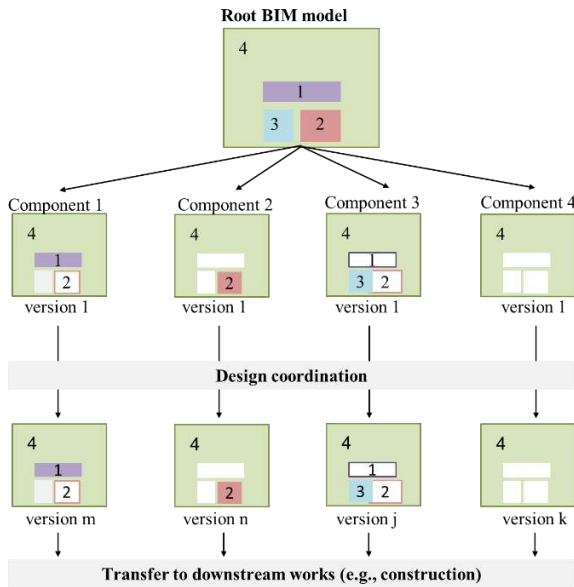 Root BIM model
4
1
3 2
Component 1 Component 2 Component 3 Component 4
4 4 4 4
1 1
2 2 3 2
version 1 version 1 version 1 version 1
Design coordination
4 4 4 4
1 1
2 2 3 2
version m version n version j version k
Transfer to downstream works (e.g., construction)